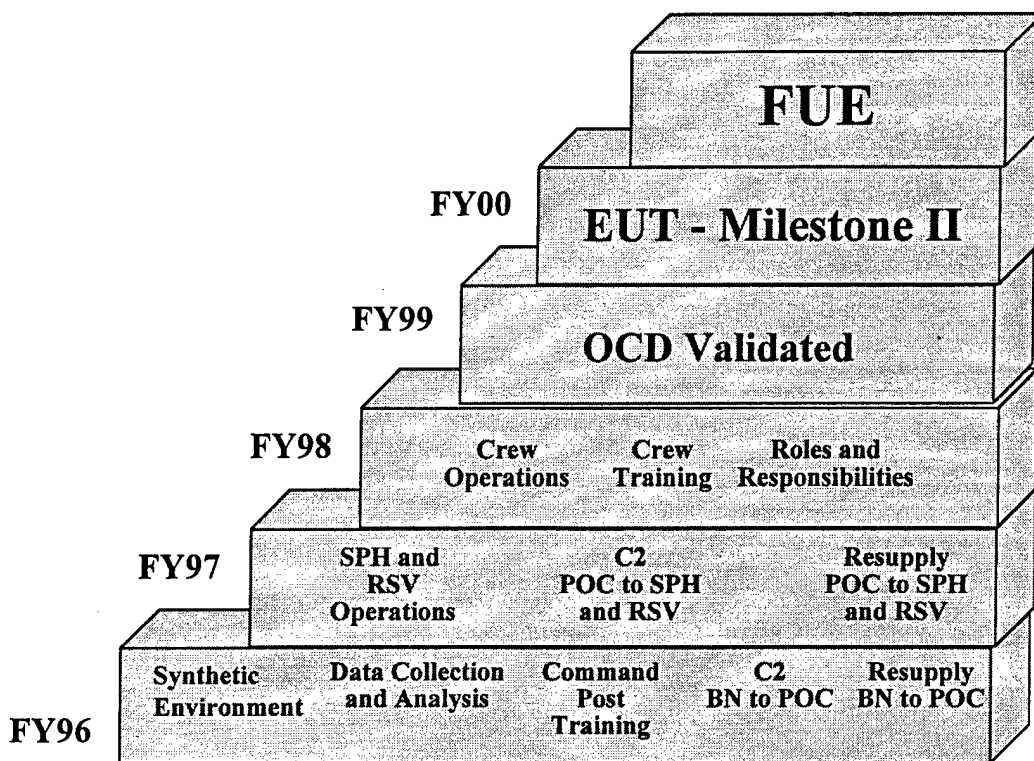 FUE
FY00
EUT - Milestone II
FY99
OCD Validated
FY98
Crew
Operations
Crew
Training
Roles and
Responsibilities
FY97
SPH and
RSV
Operations
C2
POC to SPH
and RSV
Resupply
POC to SPH
and RSV
FY96
Synthetic
Environment
Data Collection
and Analysis
Command
Post
Training
C2
BN to POC
Resupply
BN to POC